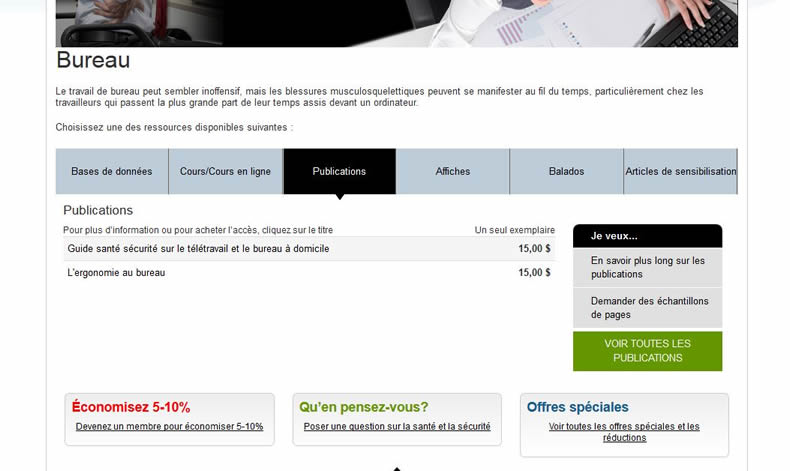 Bureau
Le travail de bureau peut sembler inoffensif, mais les blessures musculosquelettiques peuvent se manifester au fil du temps, particulièrement chez les
travailleurs qui passent la plus grande part de leur temps assis devant un ordinateur.
Choisissez une des ressources disponibles suivantes :
Bases de données Cours/Cours en ligne Publications Affiches Balados Articles de sensibilisation
Publications
Pour plus d'information ou pour acheter l'accès, cliquez sur le titre Un seul exemplaire
Guide santé sécurité sur le télétravail et le bureau à domicile 15,00 $
L'ergonomie au bureau 15,00 $
Je veux...
En savoir plus long sur les
publications
Demander des échantillons
de pages
VOIR TOUTES LES
PUBLICATIONS
Économisez 5-10%
Devenez un membre pour économiser 5-10%
Qu'en pensez-vous?
Poser une question sur la santé et la sécurité
Offres spéciales
Voir toutes les offres spéciales et les
réductions